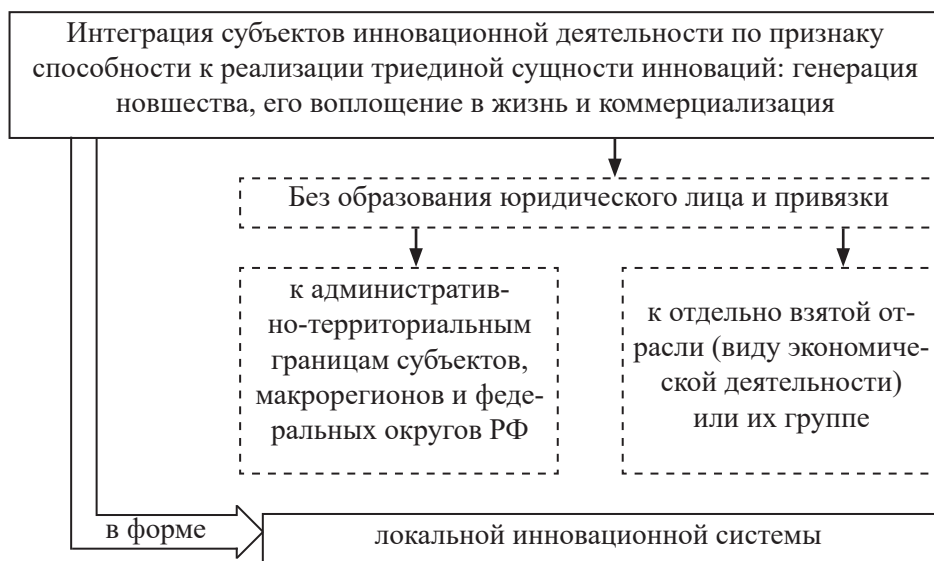 Интеграция субъектов инновационной деятельности по признаку
способности к реализации триединой сущности инноваций: генерация
новшества, его воплощение в жизнь и коммерциализация
Без образования юридического лица и привязки
к административ-
но-территориальным
границам субъектов,
макрорегионов и феде-
ральных округов РФ
к отдельно взятой от-
расли (виду экономиче-
ской деятельности)
или их группе
в форме
локальной инновационной системы